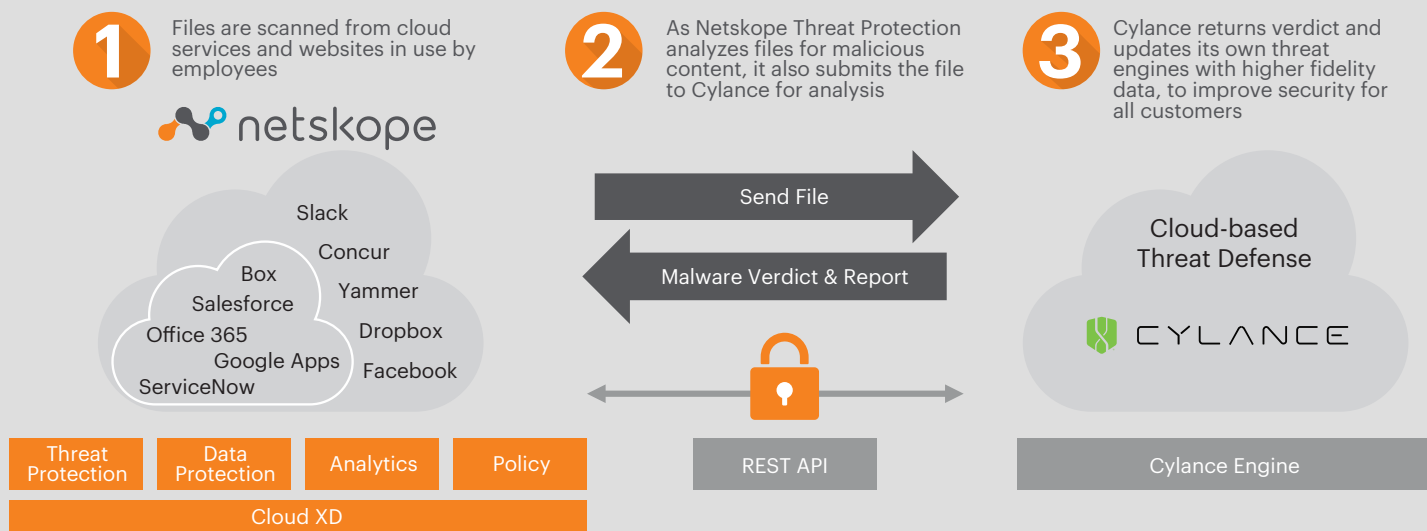 1
Files are scanned from cloud
services and websites in use by
employees
netskope
Slack
Concur
Box
Yammer
Salesforce
Office 365
Dropbox
Google Apps
Facebook
ServiceNow
Threat
Protection
Data
Protection
Analytics
Policy
Cloud XD
2
As Netskope Threat Protection
analyzes files for malicious
content, it also submits the file
to Cylance for analysis
Send File
Malware Verdict & Report
REST API
3
Cylance returns verdict and
updates its own threat
engines with higher fidelity
data, to improve security for
all customers
Cloud-based
Threat Defense
CYLANCE
Cylance Engine